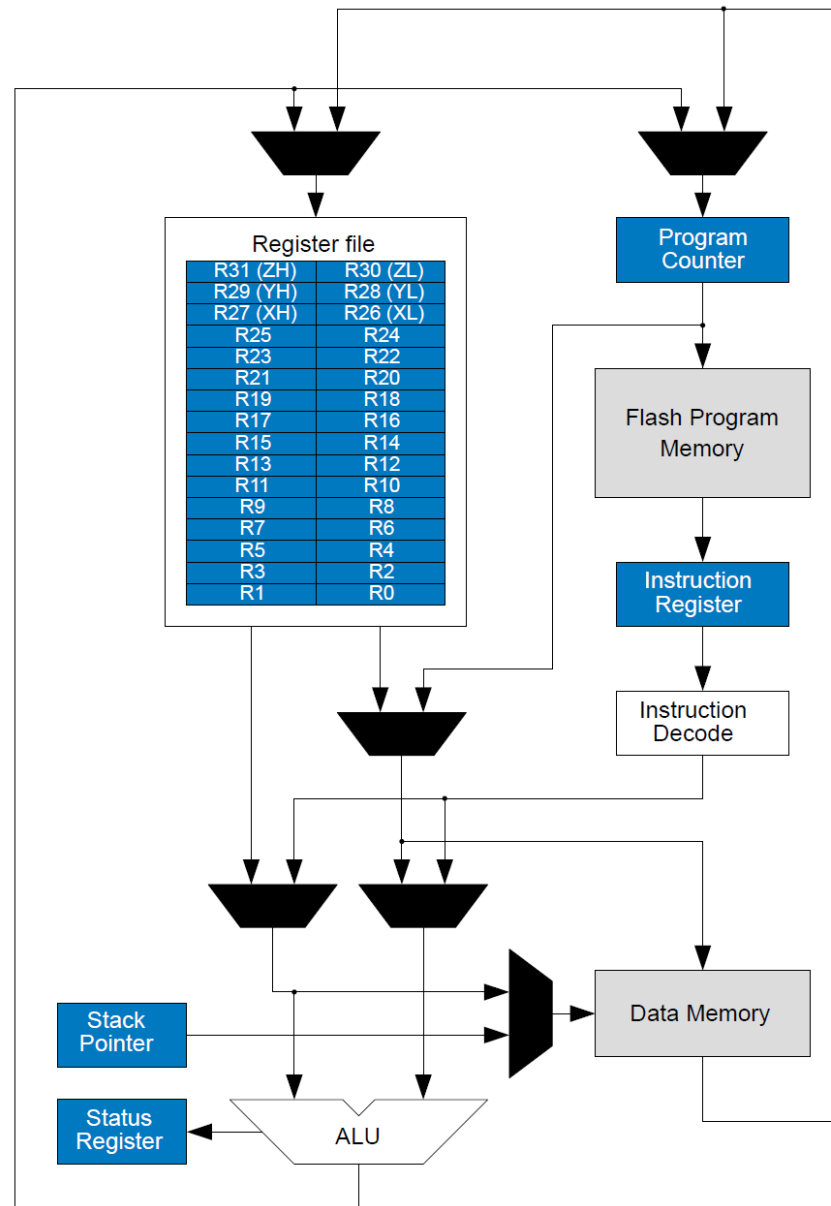 Register file
R31 (ZH) R30 (ZL)
R29 (YH) R28 (YL)
R27 (XH) R26 (XL)
R25 R24
R23 R22
R21 R20
R19 R18
R17 R16
R15 R14
R13 R12
R11 R10
R9 R8
R7 R6
R5 R4
R3 R2
R1 R0
Program
Counter
Flash Program
Memory
Instruction
Register
Instruction
Decode
Stack
Pointer
Data Memory
Status
Register
ALU